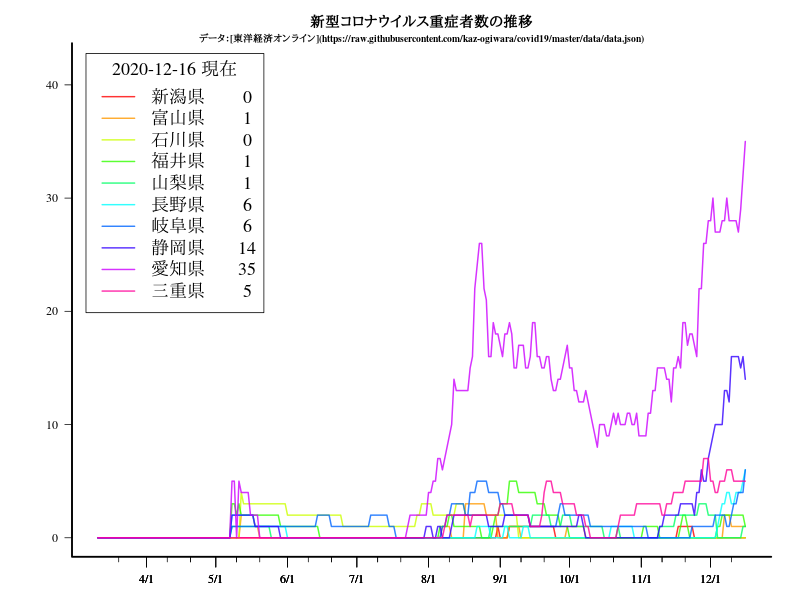 新型コロナウイルス重症者数の推移
データ:[東洋経済オンライン](https://raw.githubusercontent.com/kaz-ogiwara/covid19/master/data/data.json)
2020-12-16 現在
新潟県 0
富山県 1
石川県 0
福井県 1
山梨県 1
長野県 6
岐阜県 6
静岡県 14
愛知県 35
三重県 5
40
30
20
10
0
4/1 5/1 6/1 7/1 8/1 9/1 10/1 11/1 12/1